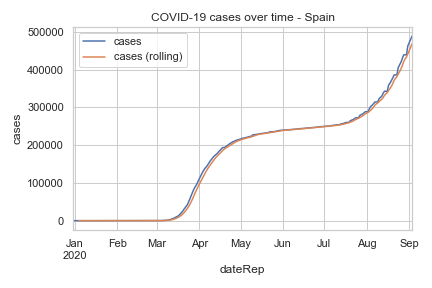 COVID-19 cases over time - Spain
cases
cases (rolling)
500000
400000
300000
200000
100000
0
cases
Jan Feb Mar Apr May Jun Jul Aug Sep
2020
dateRep